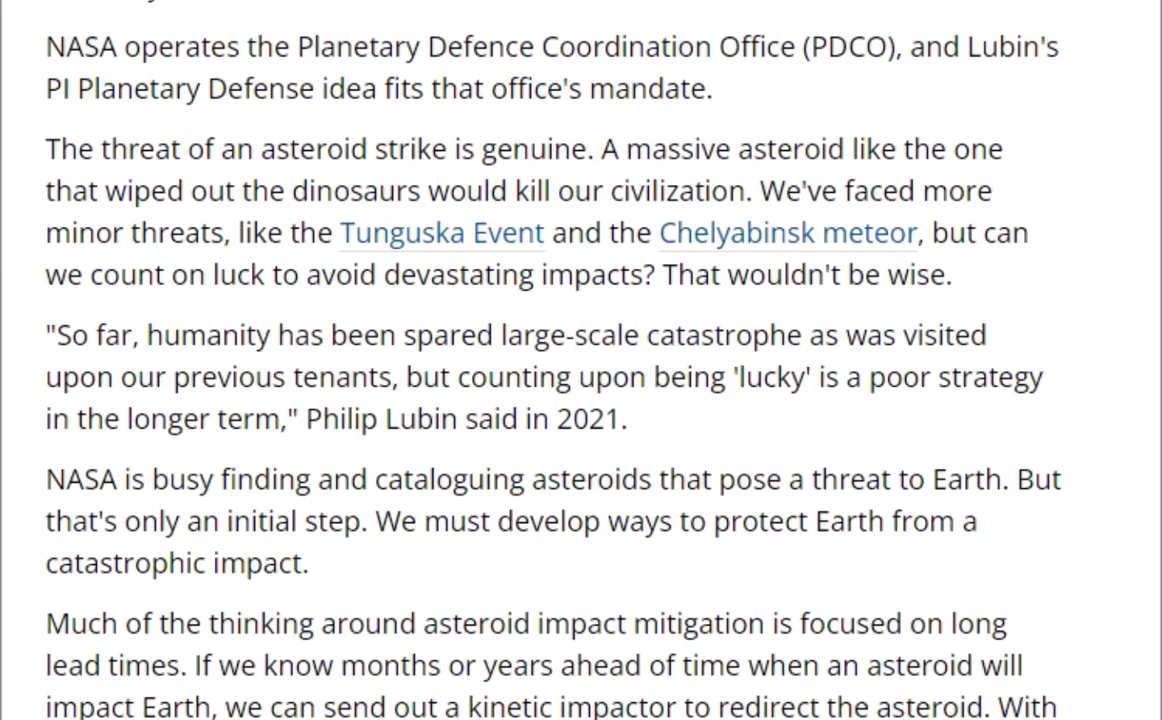 NASA operates the Planetary Defence Coordination Office (PDCO), and Lubin's
PI Planetary Defense idea fits that office's mandate.
The threat of an asteroid strike is genuine. A massive asteroid like the one
that wiped out the dinosaurs would kill our civilization. We've faced more
minor threats, like the Tunguska Event and the Chelyabinsk meteor, but can
we count on luck to avoid devastating impacts? That wouldn't be wise.
"So far, humanity has been spared large-scale catastrophe as was visited
upon our previous tenants, but counting upon being 'lucky' is a poor strategy
in the longer term," Philip Lubin said in 2021.
NASA is busy finding and cataloguing asteroids that pose a threat to Earth. But
that's only an initial step. We must develop ways to protect Earth from a
catastrophic impact.
Much of the thinking around asteroid impact mitigation is focused on long
lead times. If we know months or years ahead of time when an asteroid will
impact Earth, we can send out a kinetic impactor to redirect the asteroid. With